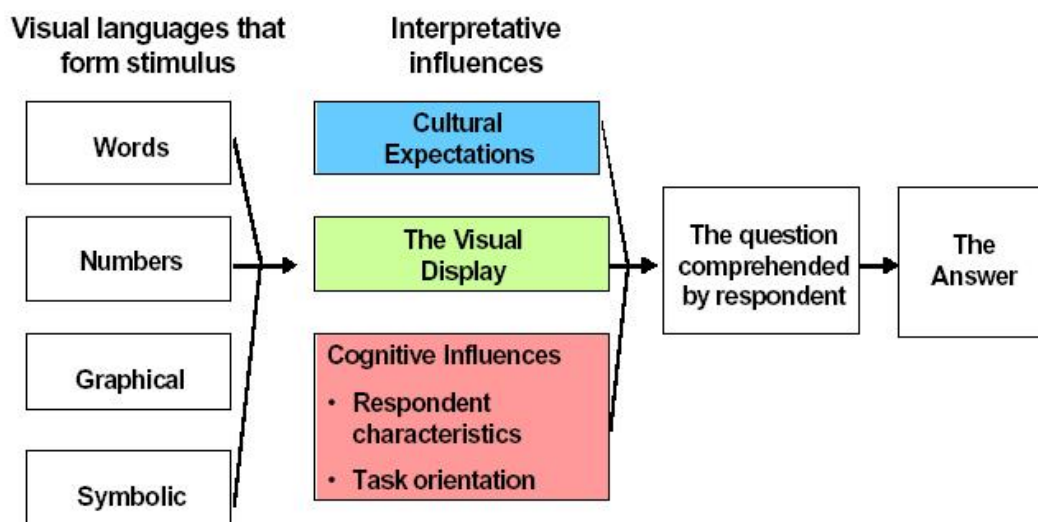 Visual languages that
form stimulus
Words
Numbers
Graphical
Symbolic
Interpretative
influences
Cultural
Expectations
The Visual
Display
Cognitive Influences
• Respondent
characteristics
• Task orientation
The question
comprehended
by respondent
The
Answer